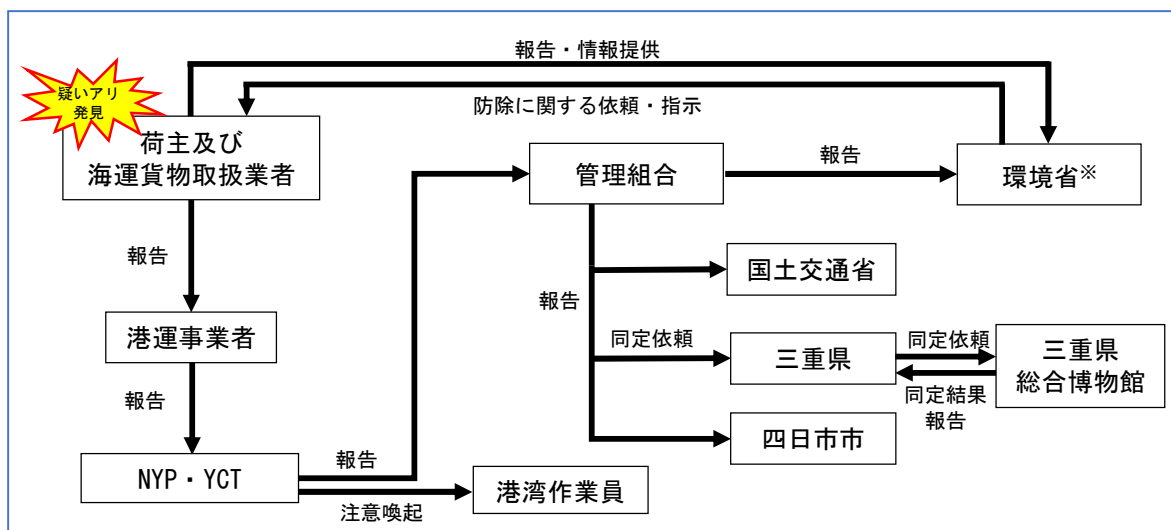 報告・情報提供
疑いアリ
発見
防除に関する依頼・指示
荷主及び
海運貨物取扱業者
管理組合
報告
環境省※
報告
国土交通省
報告
港運事業者
同定依頼
三重県
同定依頼
三重県
総合博物館
同定結果
報告
報告
四日市市
NYP・YCT
報告
注意喚起
港湾作業員